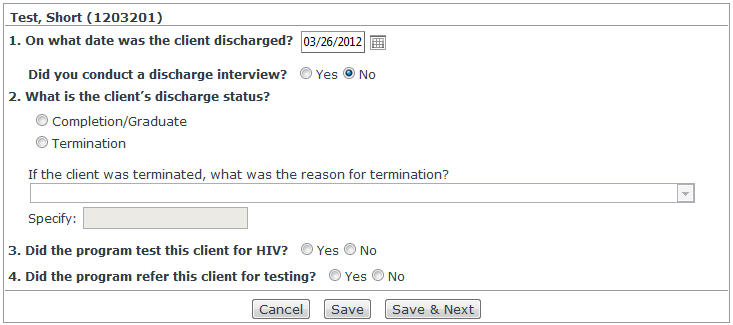 Test, Short (1203201)
1. On what date was the client discharged? 03/26/2012
Did you conduct a discharge interview? Yes No
2. What is the client’s discharge status?
Completion/Graduate
Termination
If the client was terminated, what was the reason for termination?
Specify:
3. Did the program test this client for HIV? Yes No
4. Did the program refer this client for testing? Yes No
Cancel Save Save & Next